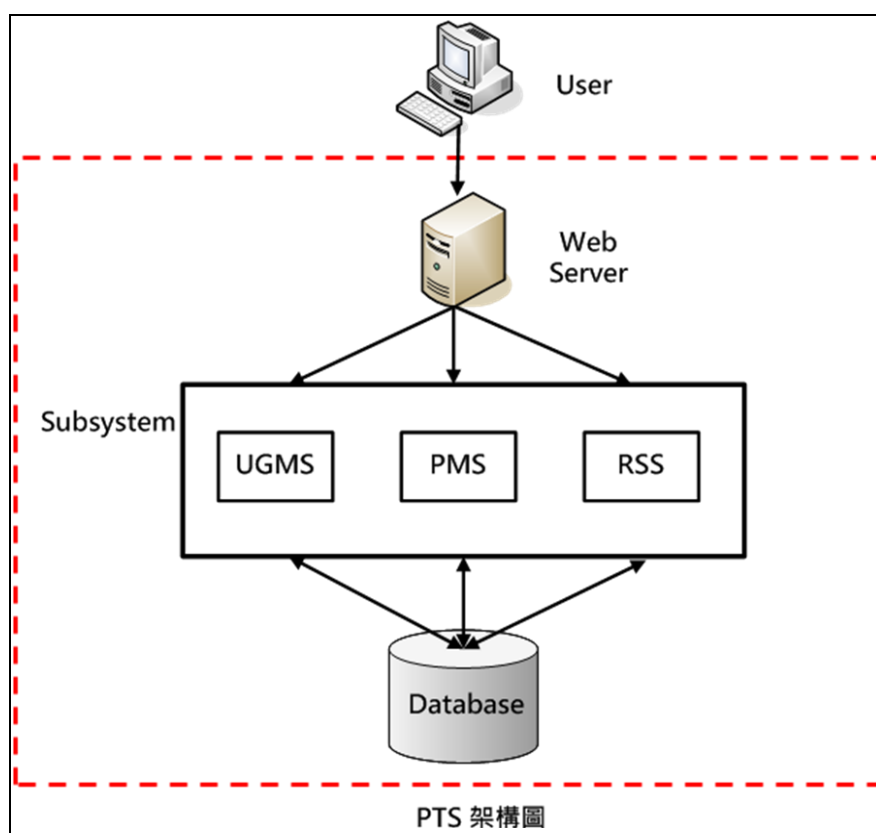 User
Web
Server
Subsystem
UGMS
PMS
RSS
Database
PTS 架構圖